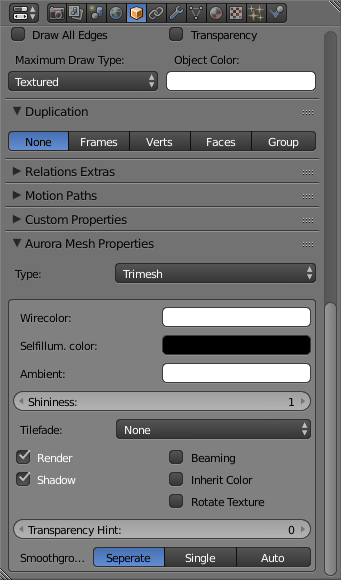 Draw All Edges Transparency
Maximum Draw Type: Object Color:
Textured
Duplication
None Frames Verts Faces Group
Relations Extras
Motion Paths
Custom Properties
Aurora Mesh Properties
Type: Trimesh
Wirecolor:
Selfillum. color:
Ambient:
Shininess: 1
Tilefade: None
Render Beaming
Shadow Inherit Color
Rotate Texture
Transparency Hint: 0
Smoothgro... Seperate Single Auto